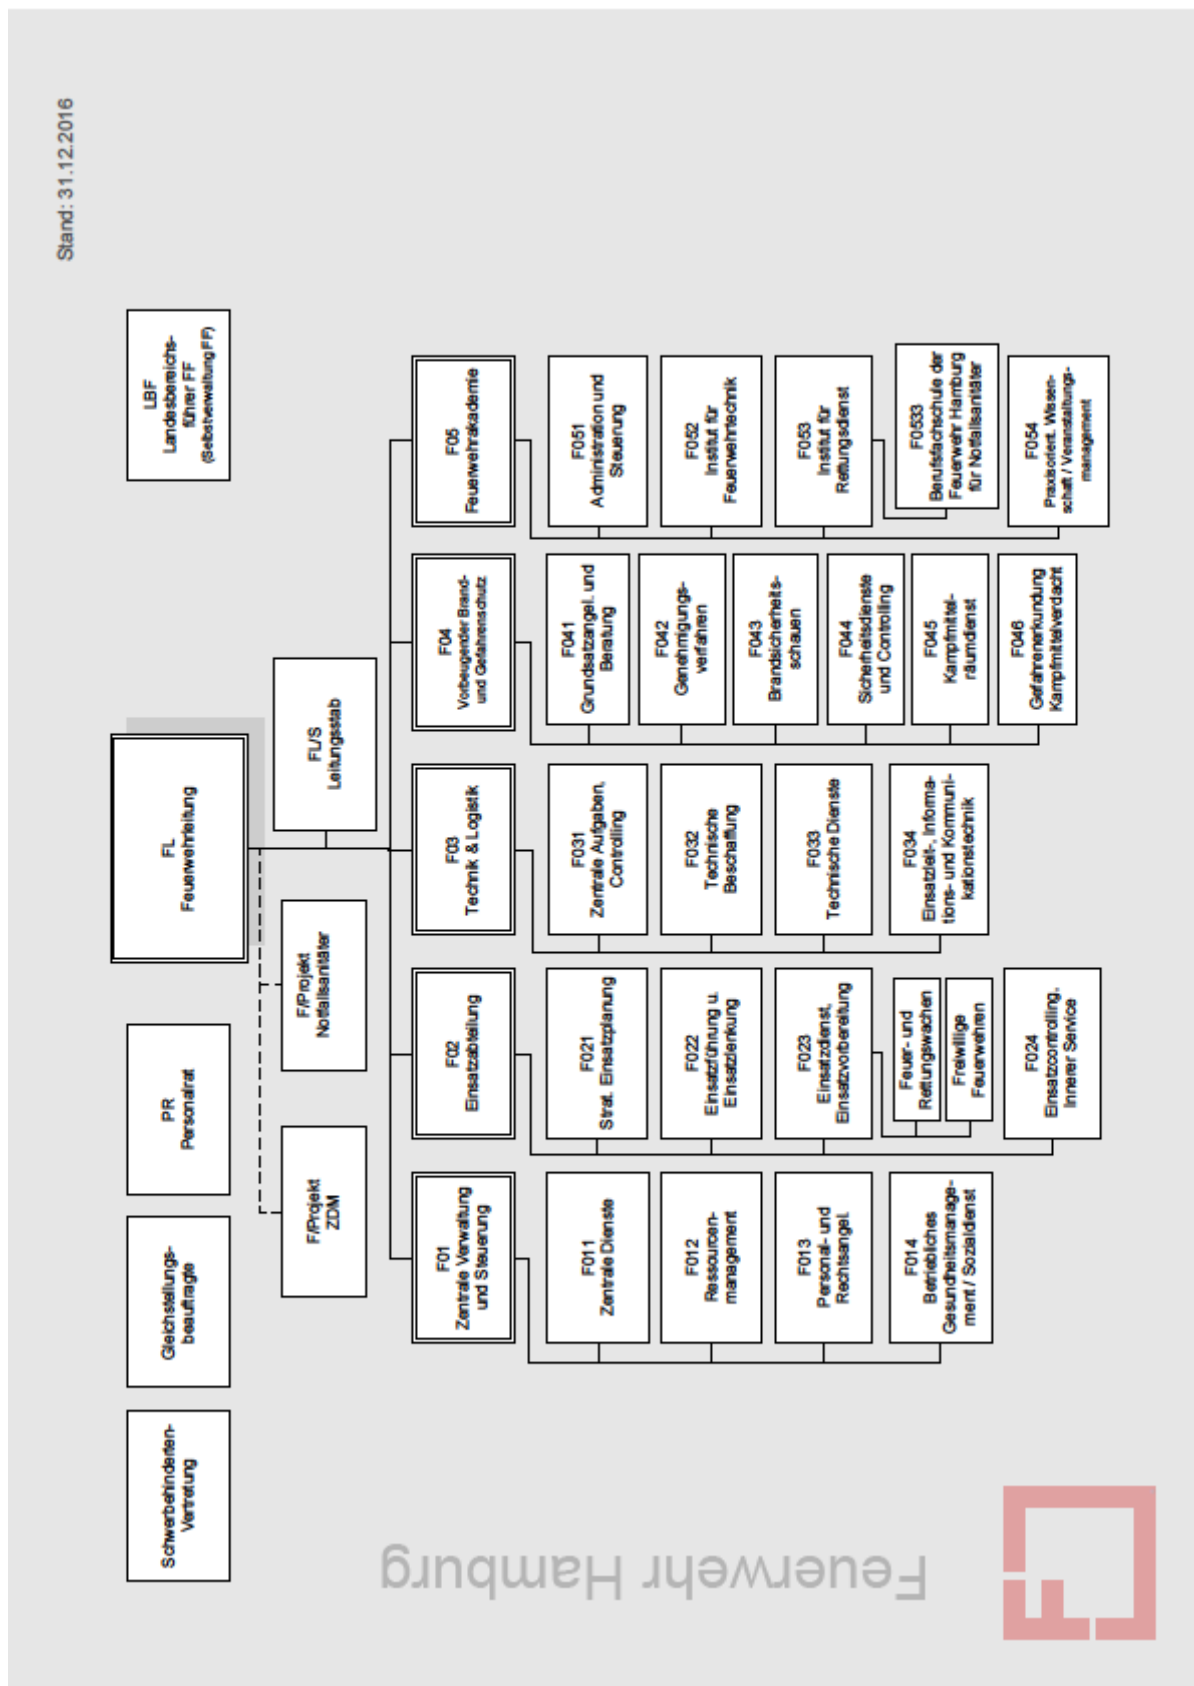 Stand: 31.12.2016
Schwerbehinderten-
Vertretung
Gleichstellungs-
beauftragte
PR
Personalrat
FL
Feuerwehrleitung
LBF
Landesbereichs-
führer FF
(Selbstverwaltung FF)
F/Projekt
ZDM
F/Projekt
Notfallsanitäter
FL/S
Leitungsstab
F01
Zentrale Verwaltung
und Steuerung
F011
Zentrale Dienste
F012
Ressourcen-
management
F013
Personal- und
Rechtsangel.
F014
Betriebliches
Gesundheitsmanage-
ment / Sozialdienst
F02
Einsatzabteilung
F021
Strat. Einsatzplanung
F022
Einsatzführung u.
Einsatzlenkung
F023
Einsatzdienst,
Einsatzvorbereitung
Feuer- und
Rettungswachen
Freiwillige
Feuerwehren
F024
Einsatzcontrolling,
Innerer Service
F03
Technik & Logistik
F031
Zentrale Aufgaben,
Controlling
F032
Technische
Beschaffung
F033
Technische Dienste
F034
Einsatzleit-, Informa-
tions- und Kommuni-
kationstechnik
F04
Vorbeugender Brand-
und Gefahrenschutz
F041
Grundsatzangel. und
Beratung
F042
Genehmigungs-
verfahren
F043
Brandsicherheits-
schauen
F044
Sicherheitsdienste
und Controlling
F045
Kampfmittel-
räumdienst
F046
Gefahrenerkundung
Kampfmittelverdacht
F05
Feuerwehrakademie
F051
Administration und
Steuerung
F052
Institut für
Feuerwehrtechnik
F053
Institut für
Rettungsdienst
F0533
Berufsfachschule der
Feuerwehr Hamburg
für Notfallsanitäter
F054
Praxisorient. Wissen-
schaft / Veranstaltungs-
management
Feuerwehr Hamburg